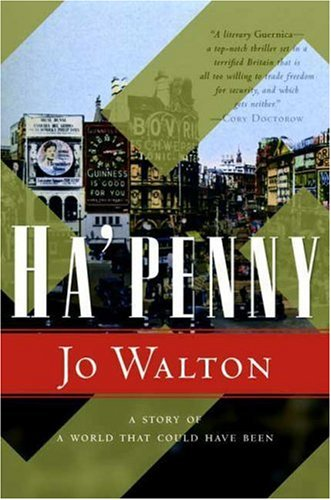 "A literary Guernica—
a top-notch thriller set in a
terrified Britain that is
all too willing to trade freedom
for security, and which
gets neither."
—Cory Doctorow
BOVRIL
SCHWEPPES
TONIC
GUINNESS
IS GOOD
FOR YOU
HA'PENNY
JO WALTON
A STORY OF
A WORLD THAT COULD HAVE BEEN